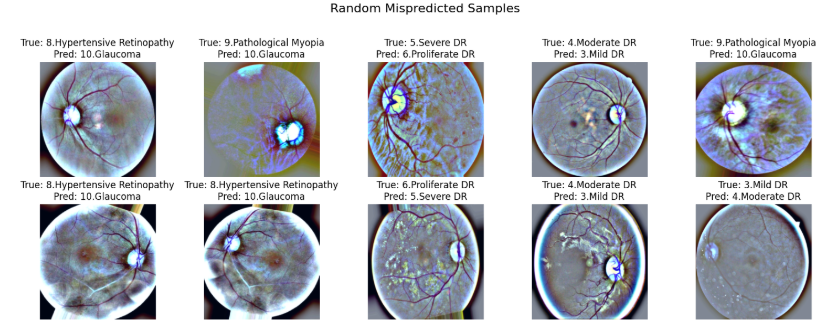 Random Mispredicted Samples
True: 8.Hypertensive Retinopathy
Pred: 10.Glaucoma
True: 9.Pathological Myopia
Pred: 10.Glaucoma
True: 5.Severe DR
Pred: 6.Proliferate DR
True: 4.Moderate DR
Pred: 3.Mild DR
True: 9.Pathological Myopia
Pred: 10.Glaucoma
True: 8.Hypertensive Retinopathy
Pred: 10.Glaucoma
True: 8.Hypertensive Retinopathy
Pred: 10.Glaucoma
True: 6.Proliferate DR
Pred: 5.Severe DR
True: 4.Moderate DR
Pred: 3.Mild DR
True: 3.Mild DR
Pred: 4.Moderate DR